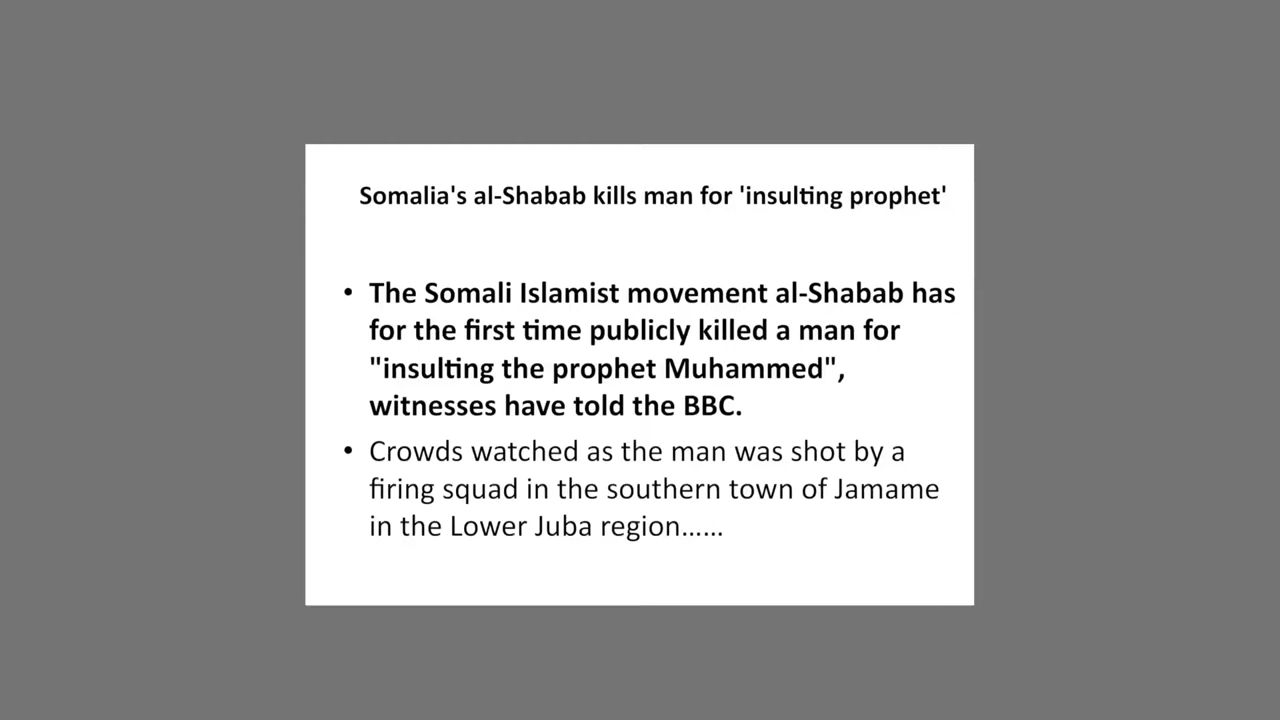 Somalia's al-Shabab kills man for 'insulting prophet'
• The Somali Islamist movement al-Shabab has
for the first time publicly killed a man for
"insulting the prophet Muhammed",
witnesses have told the BBC.
• Crowds watched as the man was shot by a
firing squad in the southern town of Jamame
in the Lower Juba region......